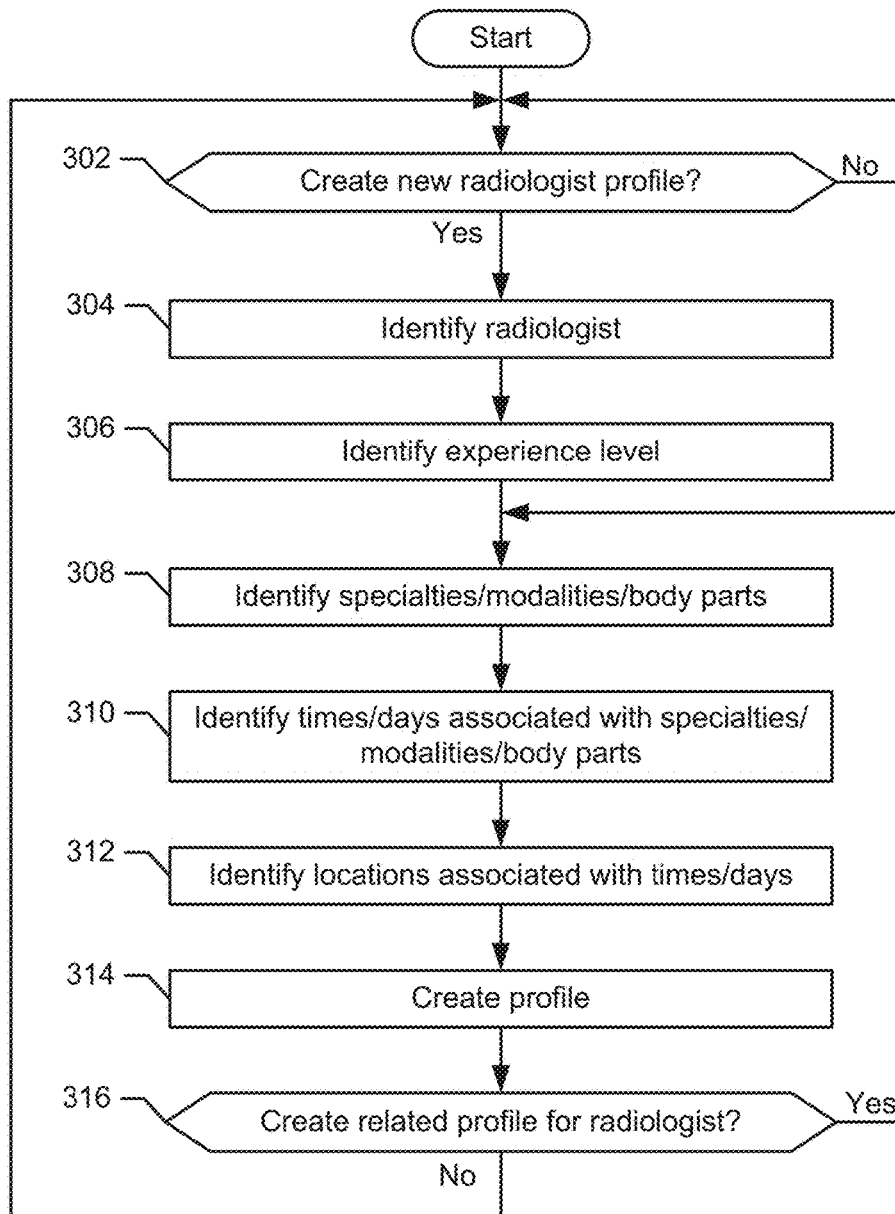 Start
302
Create new radiologist profile?
No
Yes
304
Identify radiologist
306
Identify experience level
308
Identify specialties/modalities/body parts
310
Identify times/days associated with specialties/
modalities/body parts
312
Identify locations associated with times/days
314
Create profile
316
Create related profile for radiologist?
Yes
No